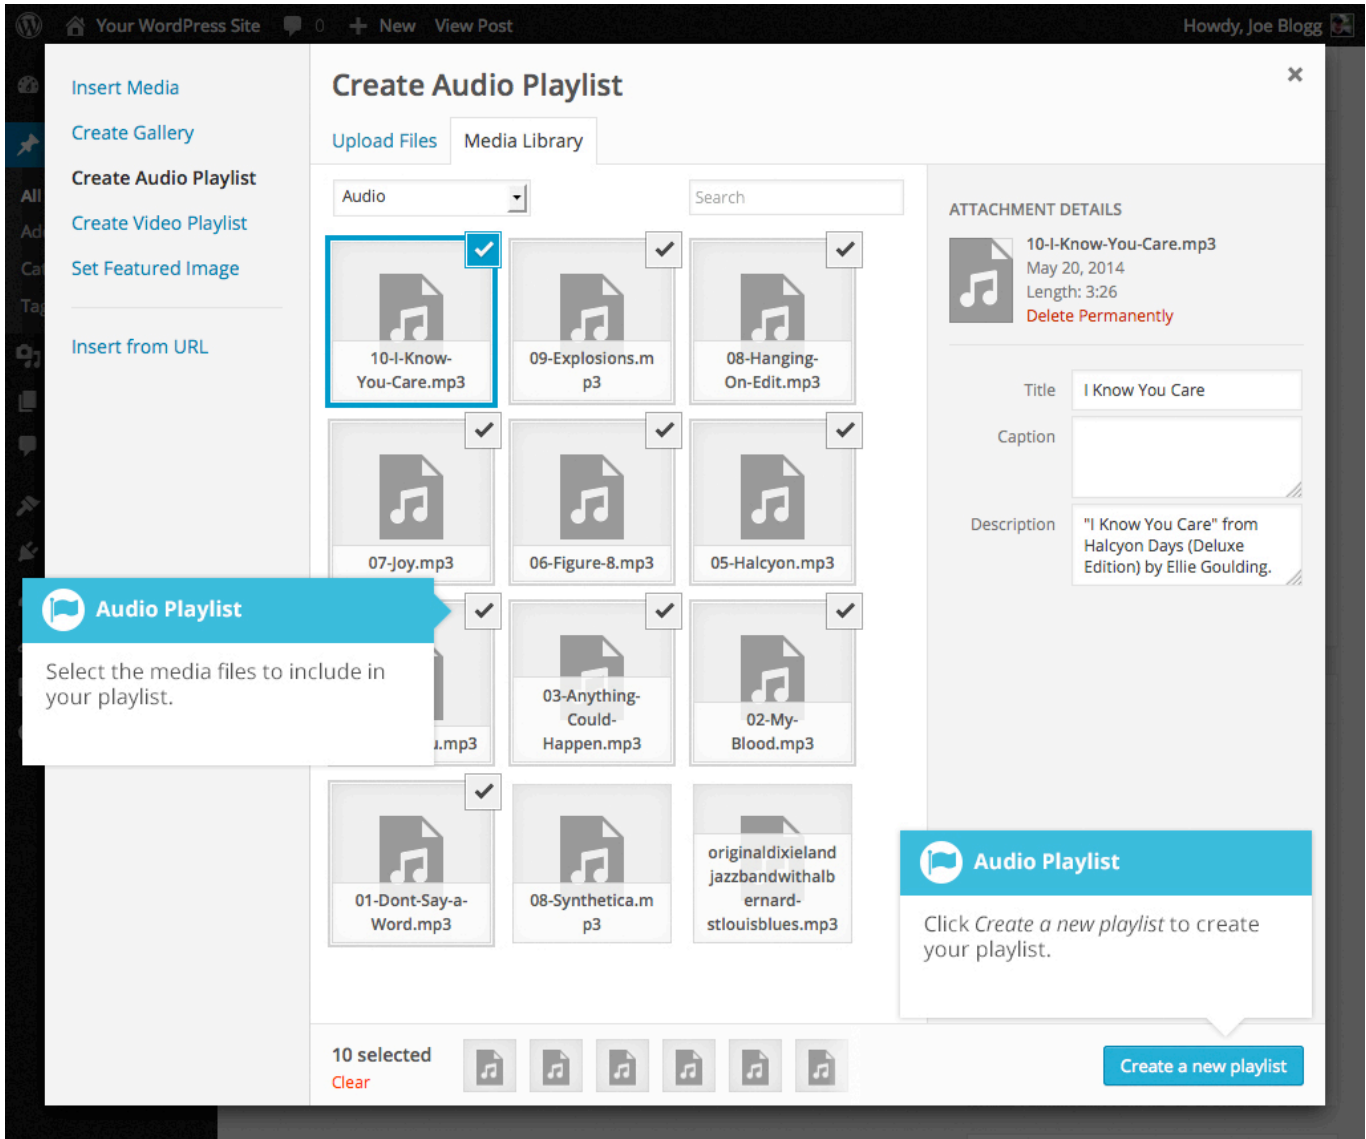 Your WordPress Site 0 New View Post
Howdy, Joe Blogg
Insert Media
Create Gallery
Create Audio Playlist
Create Video Playlist
Set Featured Image
Insert from URL
All
Create Audio Playlist
Upload Files
Media Library
Audio
Search
10-I-Know-
You-Care.mp3
09-Explosions.m
p3
08-Hanging-
On-Edit.mp3
07-Joy.mp3
06-Figure-8.mp3
05-Halcyon.mp3
u.mp3
03-Anything-
Could-
Happen.mp3
02-My-
Blood.mp3
01-Dont-Say-a-
Word.mp3
08-Synthetica.m
p3
originaldixieland
jazzbandwithalb
ernard-
stlouisblues.mp3
Audio Playlist
Select the media files to include in
your playlist.
ATTACHMENT DETAILS
10-I-Know-You-Care.mp3
May 20, 2014
Length: 3:26
Delete Permanently
Title
I Know You Care
Caption
Description
"I Know You Care" from
Halcyon Days (Deluxe
Edition) by Ellie Goulding.
Audio Playlist
Click Create a new playlist to create
your playlist.
10 selected
Clear
Create a new playlist